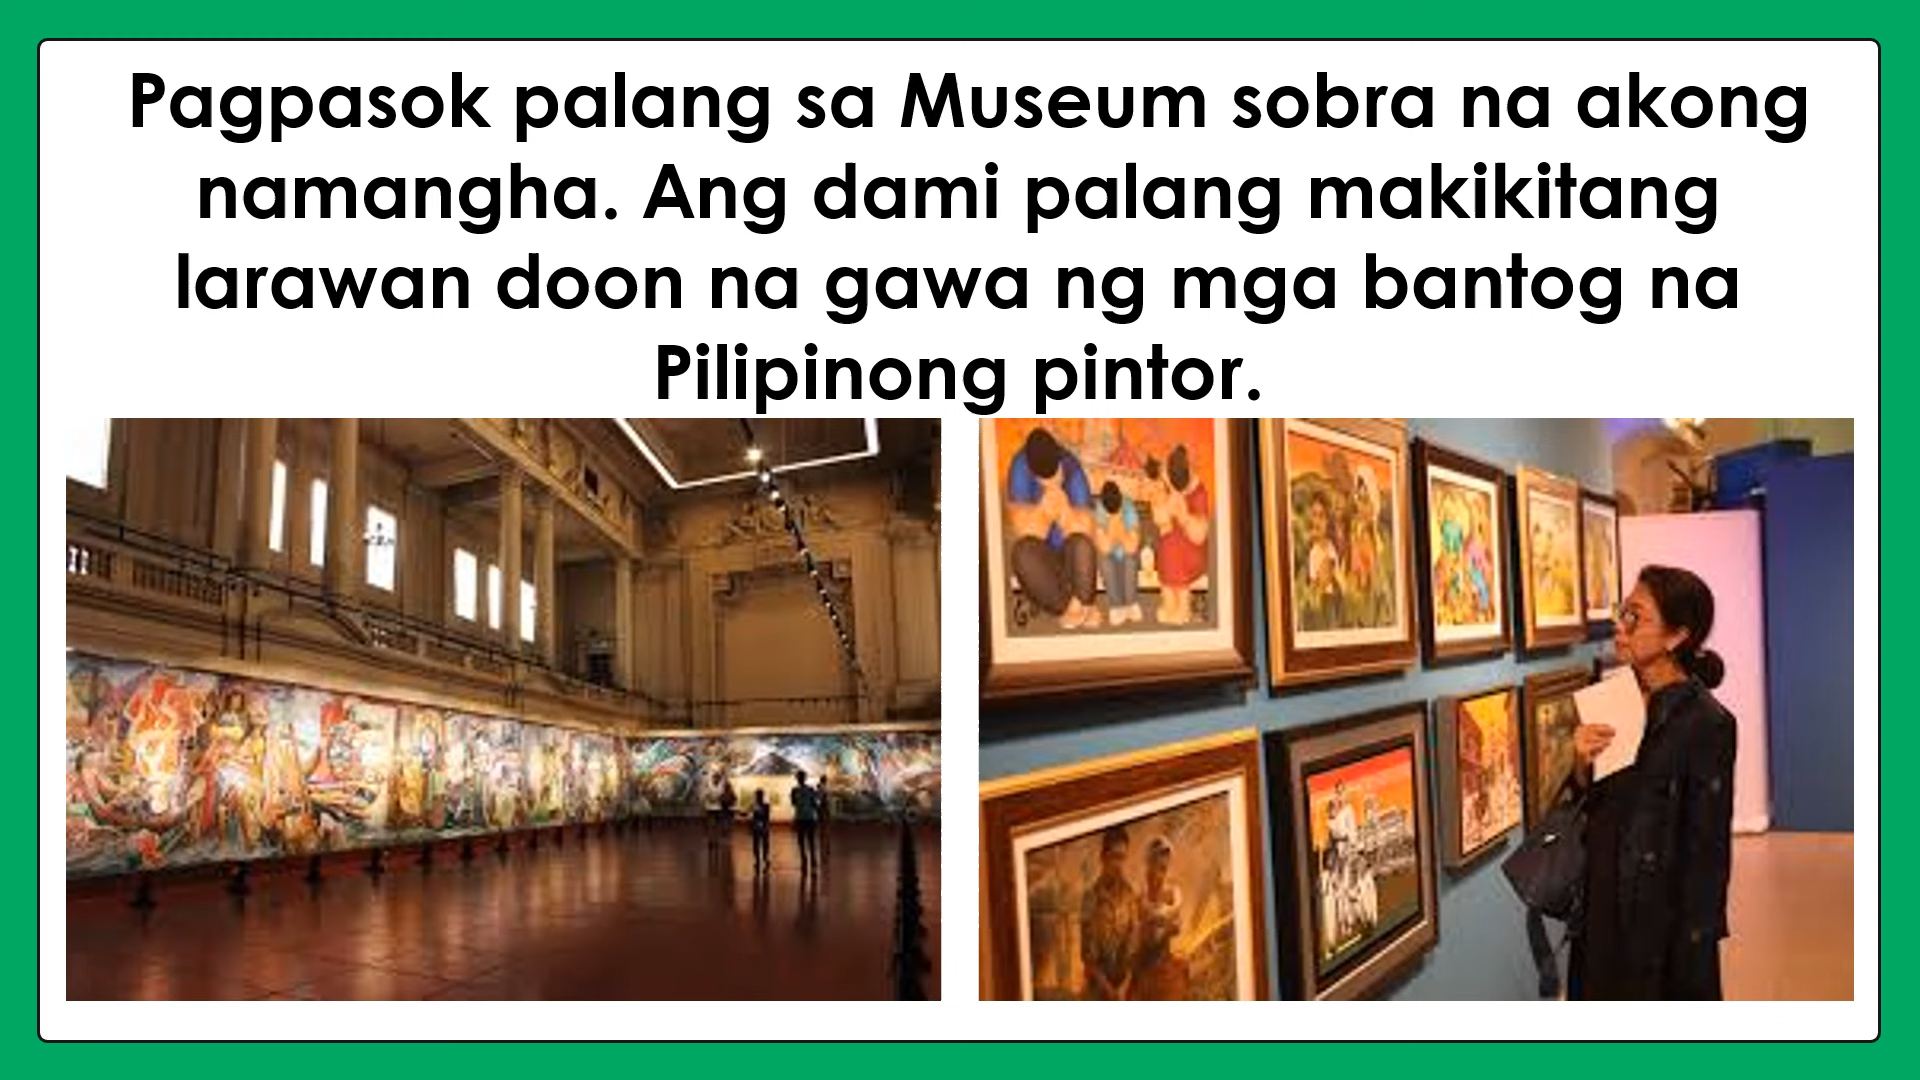 Pagpasok palang sa Museum sobra na akong
namangha. Ang dami palang makikitang
larawan doon na gawa ng mga bantog na
Pilipinong pintor.